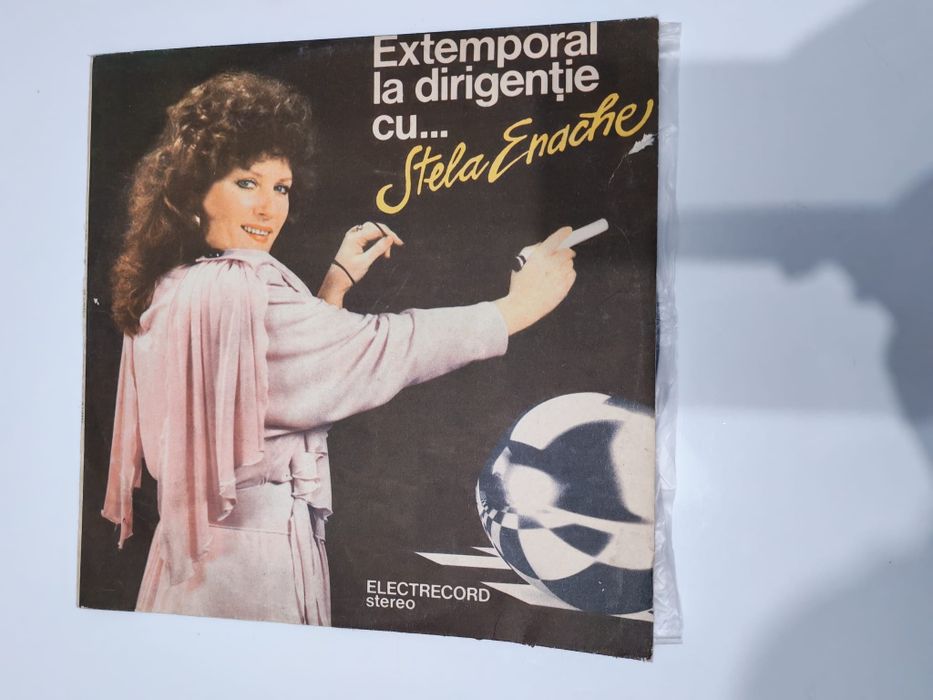 Extemporal
la dirigenție
cu...
Stela Enache
ELECTRECORD
stereo